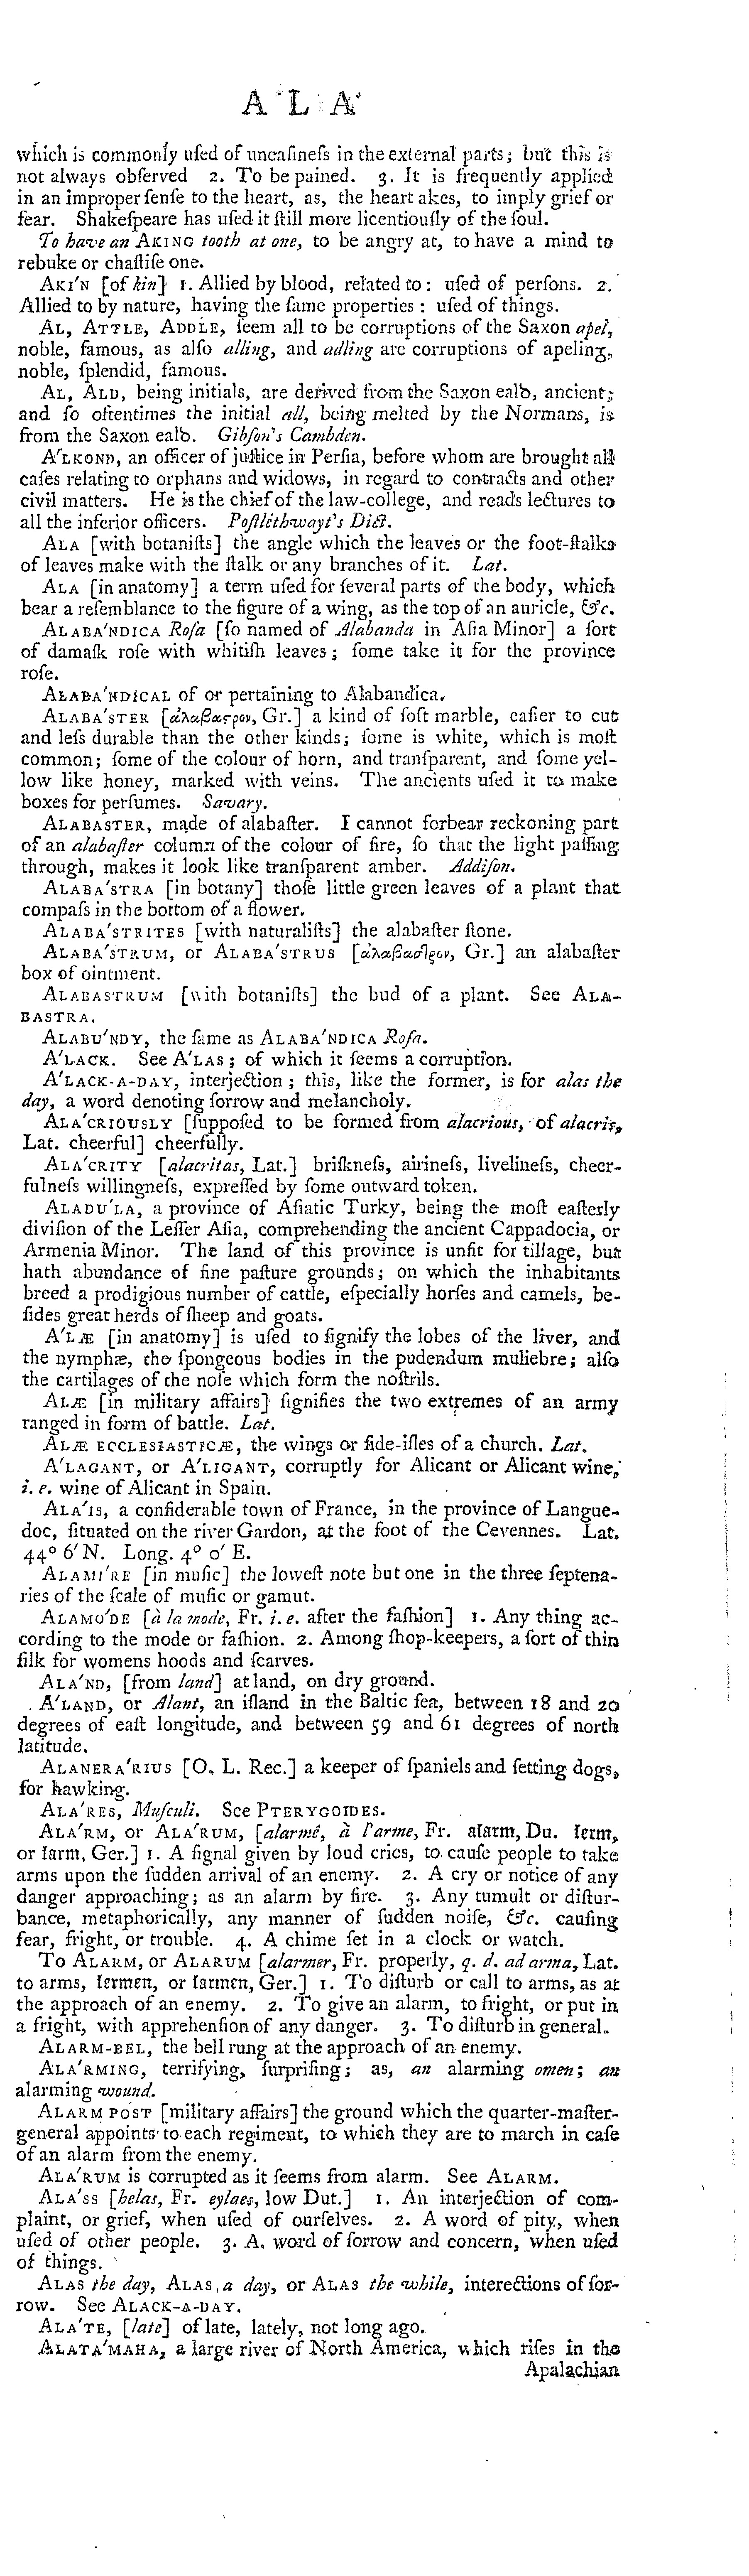 A L A
which is commonly uſed of uneaſineſs in the external parts; but this is
not always obſerved 2. To be pained. 3. It is frequently applied
in an improper ſenſe to the heart, as, the heart akes, to imply grief or
fear. Shakeſpeare has uſed it ſtill more licentiouſly of the ſoul.
To have an AKING tooth at one, to be angry at, to have a mind to
rebuke or chaſtiſe one.
AKI'N [of kin] 1. Allied by blood, related to: uſed of perſons. 2.
Allied to by nature, having the ſame properties: uſed of things.
AL, ATTLE, ADDLE, ſeem all to be corruptions of the Saxon apel,
noble, famous, as alſo alling, and adling are corruptions of apeling,
noble, ſplendid, famous.
AL, ALD, being initials, are derived from the Saxon ealb, ancient;
and ſo oftentimes the initial all, being melted by the Normans, is
from the Saxon ealb. Gibſon's Cambden.
A'LKOND, an officer of juſtice in Perſia, before whom are brought all
caſes relating to orphans and widows, in regard to contracts and other
civil matters. He is the chief of the law-college, and reads lectures to
all the inferior officers. Poſtlethwayt's Dict.
ALA [with botaniſts] the angle which the leaves or the foot-ſtalks
of leaves make with the ſtalk or any branches of it. Lat.
ALA [in anatomy] a term uſed for ſeveral parts of the body, which
bear a reſemblance to the figure of a wing, as the top of an auricle, &c.
ALABA'NDICA Roſa [ſo named of Alabanda in Aſia Minor] a ſort
of damaſk roſe with whitiſh leaves; ſome take it for the province
roſe.
ALABA'NDICAL of or pertaining to Alabandica.
ALABA'STER [ἀλαβαϛρον, Gr.] a kind of ſoft marble, eaſier to cut
and leſs durable than the other kinds; ſome is white, which is moſt
common; ſome of the colour of horn, and tranſparent, and ſome yel-
low like honey, marked with veins. The ancients uſed it to make
boxes for perfumes. Savary.
ALABASTER, made of alabaſter. I cannot forbear reckoning part
of an alabaſter column of the colour of fire, ſo that the light paſſing
through, makes it look like tranſparent amber. Addiſon.
ALABA'STRA [in botany] thoſe little green leaves of a plant that
compaſs in the bottom of a flower.
ALABA'STRITES [with naturaliſts] the alabaſter ſtone.
ALABA'STRUM, or ALABA'STRUS [ἀλαβαστρον, Gr.] an alabaſter
box of ointment.
ALABASTRUM [with botaniſts] the bud of a plant. See ALA-
BASTRA.
ALABU'NDY, the ſame as ALABA'NDICA Roſa.
A'LACK. See A'LAS; of which it ſeems a corruption.
A'LACK-A-DAY, interjection; this, like the former, is for alas the
day, a word denoting ſorrow and melancholy.
ALA'CRIOUSLY [ſuppoſed to be formed from alacrious, of alacris,
Lat. cheerful] cheerfully.
ALA'CRITY [alacritas, Lat.] briſkneſs, airineſs, livelineſs, cheer-
fulneſs willingneſs, expreſſed by ſome outward token.
ALADU'LA, a province of Aſiatic Turky, being the moſt eaſterly
diviſion of the Leſſer Aſia, comprehending the ancient Cappadocia, or
Armenia Minor. The land of this province is unfit for tillage, but
hath abundance of fine paſture grounds; on which the inhabitants
breed a prodigious number of cattle, eſpecially horſes and camels, be-
ſides great herds of ſheep and goats.
A'LÆ [in anatomy] is uſed to ſignify the lobes of the liver, and
the nymphæ, the ſpongeous bodies in the pudendum muliebre; alſo
the cartilages of the noſe which form the noſtrils.
ALÆ [in military affairs] ſignifies the two extremes of an army
ranged in form of battle. Lat.
ALÆ ECCLESIASTICÆ, the wings or ſide-iſles of a church. Lat.
A'LAGANT, or A'LIGANT, corruptly for Alicant or Alicant wine,
i. e. wine of Alicant in Spain.
ALA'IS, a conſiderable town of France, in the province of Langue-
doc, ſituated on the river Gardon, at the foot of the Cevennes. Lat.
44° 6' N. Long. 4° 0' E.
ALAMI'RE [in muſic] the loweſt note but one in the three ſeptena-
ries of the ſcale of muſic or gamut.
ALAMO'DE [à la mode, Fr. i. e. after the faſhion] 1. Any thing ac-
cording to the mode or faſhion. 2. Among ſhop-keepers, a ſort of thin
ſilk for womens hoods and ſcarves.
ALA'ND, [from land] at land, on dry ground.
A'LAND, or Alant, an iſland in the Baltic ſea, between 18 and 20
degrees of eaſt longitude, and between 59 and 61 degrees of north
latitude.
ALANERA'RIUS [O. L. Rec.] a keeper of ſpaniels and ſetting dogs,
for hawking.
ALA'RES, Muſculi. See PTERYGOIDES.
ALA'RM, or ALA'RUM, [alarmé, à l'arme, Fr. alarm, Du. lerm,
or larm, Ger.] 1. A ſignal given by loud cries, to cauſe people to take
arms upon the ſudden arrival of an enemy. 2. A cry or notice of any
danger approaching; as an alarm by fire. 3. Any tumult or diſtur-
bance, metaphorically, any manner of ſudden noiſe, &c. cauſing
fear, fright, or trouble. 4. A chime ſet in a clock or watch.
To ALARM, or ALARUM [alarmer, Fr. properly, q. d. ad arma, Lat.
to arms, lermen, or larmen, Ger.] 1. To diſturb or call to arms, as at
the approach of an enemy. 2. To give an alarm, to fright, or put in
a fright, with apprehenſion of any danger. 3. To diſturb in general.
ALARM-BEL, the bell rung at the approach of an enemy.
ALA'RMING, terrifying, ſurpriſing; as, an alarming omen; an
alarming wound.
ALARM POST [military affairs] the ground which the quarter-maſter-
general appoints to each regiment, to which they are to march in caſe
of an alarm from the enemy.
ALA'RUM is corrupted as it ſeems from alarm. See ALARM.
ALA'SS [helas, Fr. eylaes, low Dut.] 1. An interjection of com-
plaint, or grief, when uſed of ourſelves. 2. A word of pity, when
uſed of other people. 3. A. word of ſorrow and concern, when uſed
of things.
ALAS the day, ALAS, a day, or ALAS the while, interections of ſor-
row. See ALACK-A-DAY.
ALA'TE, [late] of late, lately, not long ago.
ALATA'MAHA, a large river of North America, which riſes in the
Apalachian